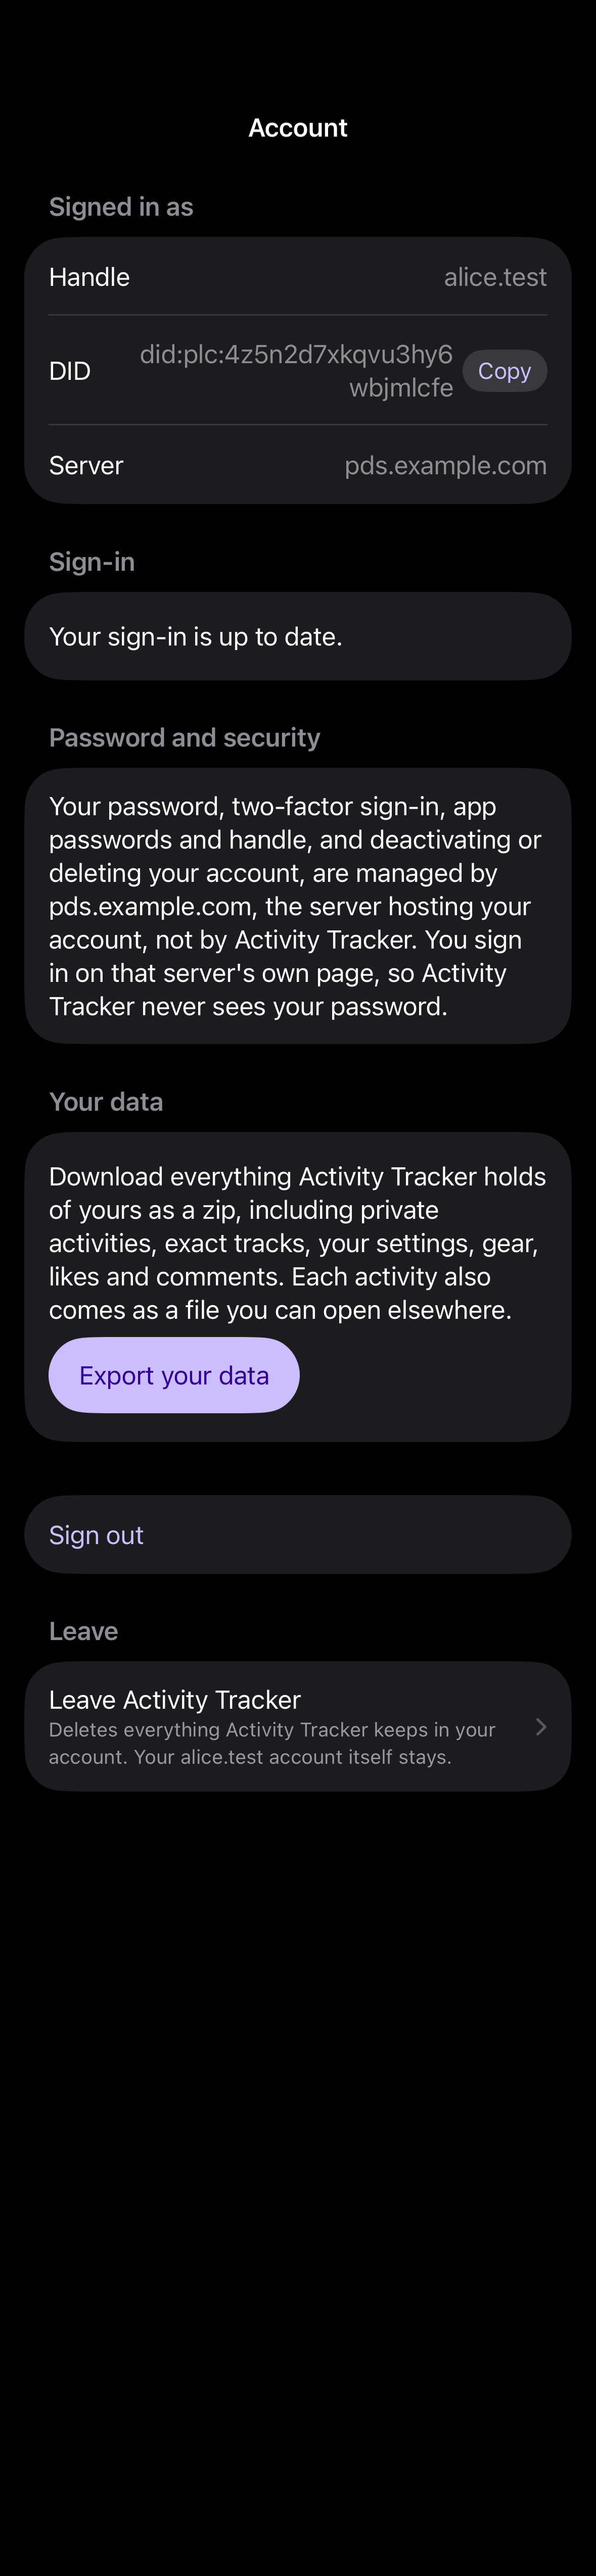 Account
Signed in as
Handle
alice.test
DID
did:plc:4z5n2d7xkqvu3hy6
wbjmlcfe
Copy
Server
pds.example.com
Sign-in
Your sign-in is up to date.
Password and security
Your password, two-factor sign-in, app
passwords and handle, and deactivating or
deleting your account, are managed by
pds.example.com, the server hosting your
account, not by Activity Tracker. You sign
in on that server's own page, so Activity
Tracker never sees your password.
Your data
Download everything Activity Tracker holds
of yours as a zip, including private
activities, exact tracks, your settings, gear,
likes and comments. Each activity also
comes as a file you can open elsewhere.
Export your data
Sign out
Leave
Leave Activity Tracker
Deletes everything Activity Tracker keeps in your
account. Your alice.test account itself stays.